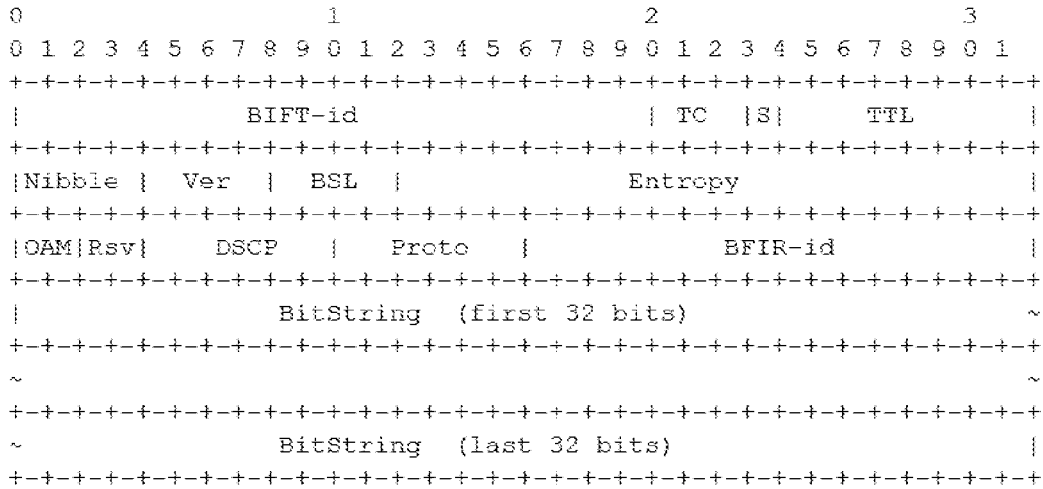 0                   1                   2                   3
0 1 2 3 4 5 6 7 8 9 0 1 2 3 4 5 6 7 8 9 0 1 2 3 4 5 6 7 8 9 0 1
+-+-+-+-+-+-+-+-+-+-+-+-+-+-+-+-+-+-+-+-+-+-+-+-+-+-+-+-+-+-+-+-+
|              BIFT-id                  | TC  |S|     TTL       |
+-+-+-+-+-+-+-+-+-+-+-+-+-+-+-+-+-+-+-+-+-+-+-+-+-+-+-+-+-+-+-+-+
|Nibble |  Ver  |  BSL  |              Entropy                  |
+-+-+-+-+-+-+-+-+-+-+-+-+-+-+-+-+-+-+-+-+-+-+-+-+-+-+-+-+-+-+-+-+
|OAM|Rsv|    DSCP   |   Proto   |            BFIR-id            |
+-+-+-+-+-+-+-+-+-+-+-+-+-+-+-+-+-+-+-+-+-+-+-+-+-+-+-+-+-+-+-+-+
|                BitString  (first 32 bits)                     ~
+-+-+-+-+-+-+-+-+-+-+-+-+-+-+-+-+-+-+-+-+-+-+-+-+-+-+-+-+-+-+-+-+
~                                                               ~
+-+-+-+-+-+-+-+-+-+-+-+-+-+-+-+-+-+-+-+-+-+-+-+-+-+-+-+-+-+-+-+-+
~                BitString  (last 32 bits)                      |
+-+-+-+-+-+-+-+-+-+-+-+-+-+-+-+-+-+-+-+-+-+-+-+-+-+-+-+-+-+-+-+-+